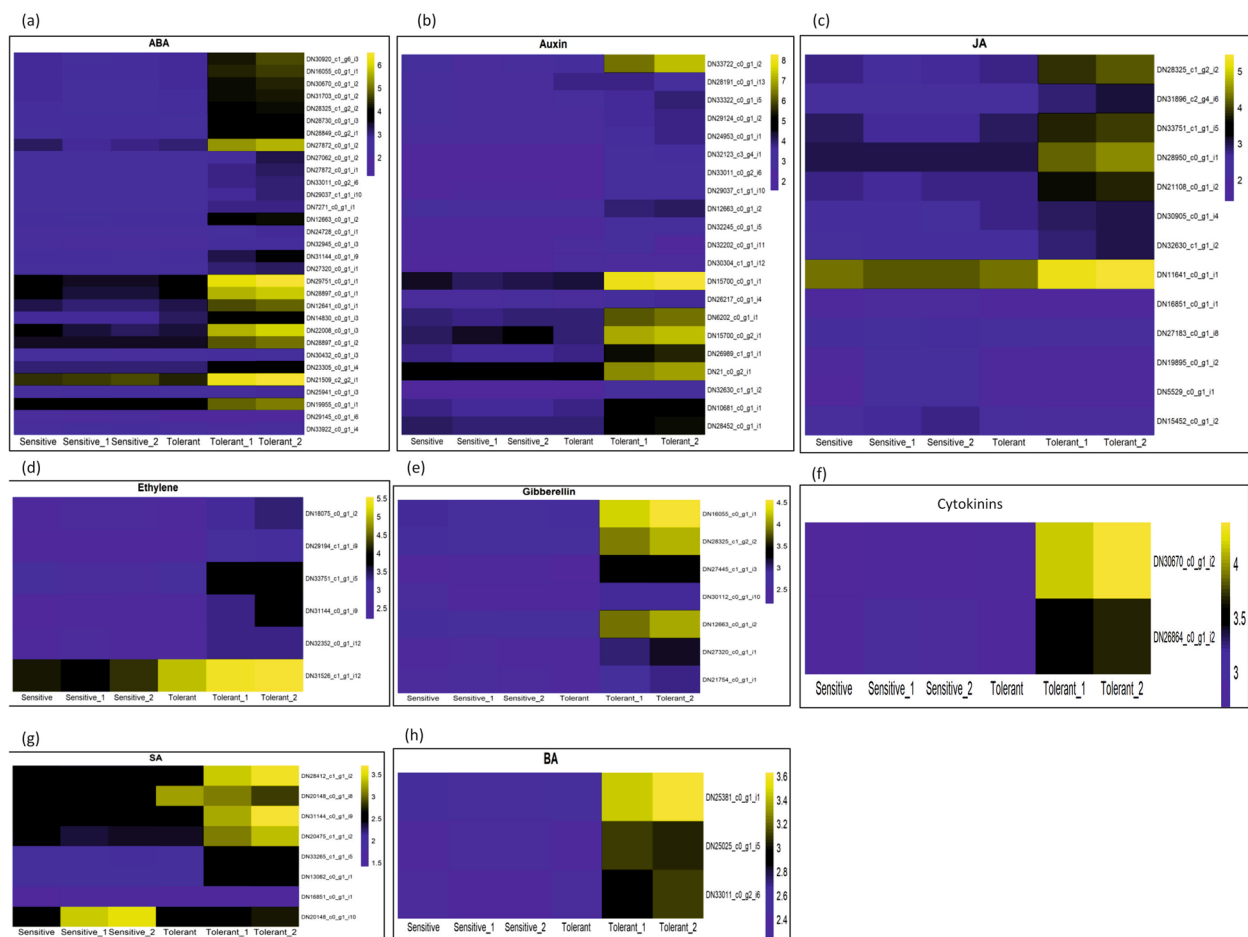 (a)
ABA
DN30920_c1_g6_i3
DN16055_c0_g1_i1
DN30670_c0_g1_i2
DN31703_c0_g1_i2
DN28325_c1_g2_i2
DN28730_c0_g1_i3
DN28849_c0_g2_i1
DN27872_c0_g1_i2
DN27062_c0_g1_i2
DN27872_c0_g1_i1
DN33011_c0_g2_i6
DN29037_c1_g1_i10
DN7271_c0_g1_i1
DN12663_c0_g1_i2
DN24728_c0_g1_i1
DN32945_c0_g1_i3
DN31144_c0_g1_i9
DN27320_c0_g1_i1
DN29751_c0_g1_i1
DN28897_c0_g1_i1
DN12641_c0_g1_i1
DN14830_c0_g1_i3
DN22008_c0_g1_i3
DN28897_c0_g1_i2
DN30432_c0_g1_i3
DN23305_c0_g1_i4
DN21509_c2_g2_i1
DN25941_c0_g1_i3
DN19955_c0_g1_i1
DN29145_c0_g1_i6
DN33922_c0_g1_i4
6
5
4
3
2
Sensitive Sensitive_1 Sensitive_2 Tolerant Tolerant_1 Tolerant_2
(b)
Auxin
DN33722_c0_g1_i2
DN28191_c0_g1_i13
DN33322_c0_g1_i5
DN29124_c0_g1_i2
DN24953_c0_g1_i1
DN32123_c3_g4_i1
DN33011_c0_g2_i6
DN29037_c1_g1_i10
DN12663_c0_g1_i2
DN32245_c0_g1_i5
DN32202_c0_g1_i11
DN30304_c1_g1_i12
DN15700_c0_g1_i1
DN26217_c0_g1_i4
DN6202_c0_g1_i1
DN15700_c0_g2_i1
DN26989_c1_g1_i1
DN21_c0_g2_i1
DN32630_c1_g1_i2
DN10681_c0_g1_i1
DN28452_c0_g1_i1
8
7
6
5
4
3
2
Sensitive Sensitive_1 Sensitive_2 Tolerant Tolerant_1 Tolerant_2
(c)
JA
DN28325_c1_g2_i2
DN31896_c2_g4_i6
DN33751_c1_g1_i5
DN28950_c0_g1_i1
DN21108_c0_g1_i2
DN30905_c0_g1_i4
DN32630_c1_g1_i2
DN11641_c0_g1_i1
DN16851_c0_g1_i1
DN27183_c0_g1_i8
DN19895_c0_g1_i2
DN5529_c0_g1_i1
DN15452_c0_g1_i2
5
4
3
2
Sensitive Sensitive_1 Sensitive_2 Tolerant Tolerant_1 Tolerant_2
(d)
Ethylene
DN18075_c0_g1_i2
DN29194_c1_g1_i9
DN33751_c1_g1_i5
DN31144_c0_g1_i9
DN32352_c0_g1_i1
DN31526_c1_g1_i12
5.5
5
4.5
4
3.5
3
2.5
Sensitive Sensitive_1 Sensitive_2 Tolerant Tolerant_1 Tolerant_2
(e)
Gibberellin
DN16055_c0_g1_i1
DN28325_c1_g2_i2
DN27445_c1_g1_i3
DN30112_c0_g1_i10
DN12663_c0_g1_i2
DN27320_c0_g1_i1
DN21754_c0_g1_i1
4.5
4
3.5
3
2.5
Sensitive Sensitive_1 Sensitive_2 Tolerant Tolerant_1 Tolerant_2
(f)
Cytokinins
DN30670_c0_g1_i2
DN26864_c0_g1_i2
4
3.5
3
Sensitive Sensitive_1 Sensitive_2 Tolerant Tolerant_1 Tolerant_2
(g)
SA
DN28412_c1_g1_i2
DN20148_c0_g1_i8
DN31144_c0_g1_i9
DN20475_c1_g1_i2
DN33265_c1_g1_i5
DN13082_c0_g1_i1
DN16851_c0_g1_i1
DN20148_c0_g1_i10
3.5
3
2.5
2
1.5
Sensitive Sensitive_1 Sensitive_2 Tolerant Tolerant_1 Tolerant_2
(h)
BA
DN25381_c0_g1_i1
DN25025_c0_g1_i5
DN33011_c0_g2_i6
3.6
3.4
3.2
3
2.8
2.6
2.4
Sensitive Sensitive_1 Sensitive_2 Tolerant Tolerant_1 Tolerant_2